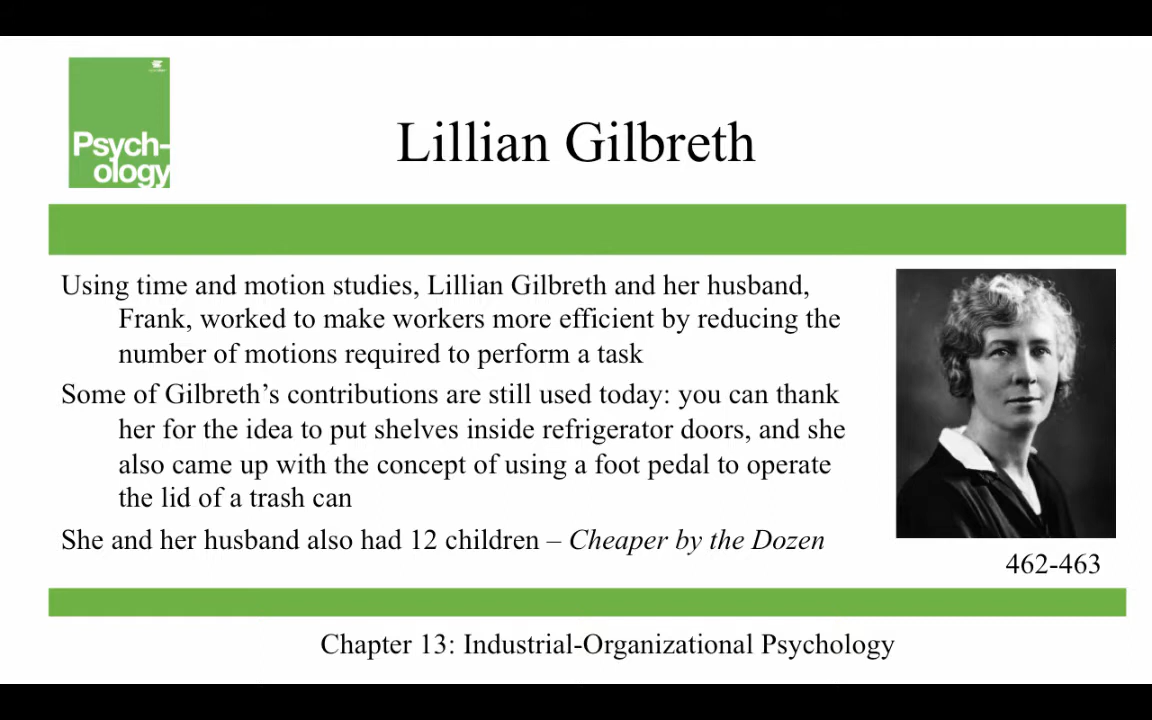 Psych-
ology
Lillian Gilbreth
Using time and motion studies, Lillian Gilbreth and her husband,
Frank, worked to make workers more efficient by reducing the
number of motions required to perform a task
Some of Gilbreth’s contributions are still used today: you can thank
her for the idea to put shelves inside refrigerator doors, and she
also came up with the concept of using a foot pedal to operate
the lid of a trash can
She and her husband also had 12 children – Cheaper by the Dozen
462-463
Chapter 13: Industrial-Organizational Psychology